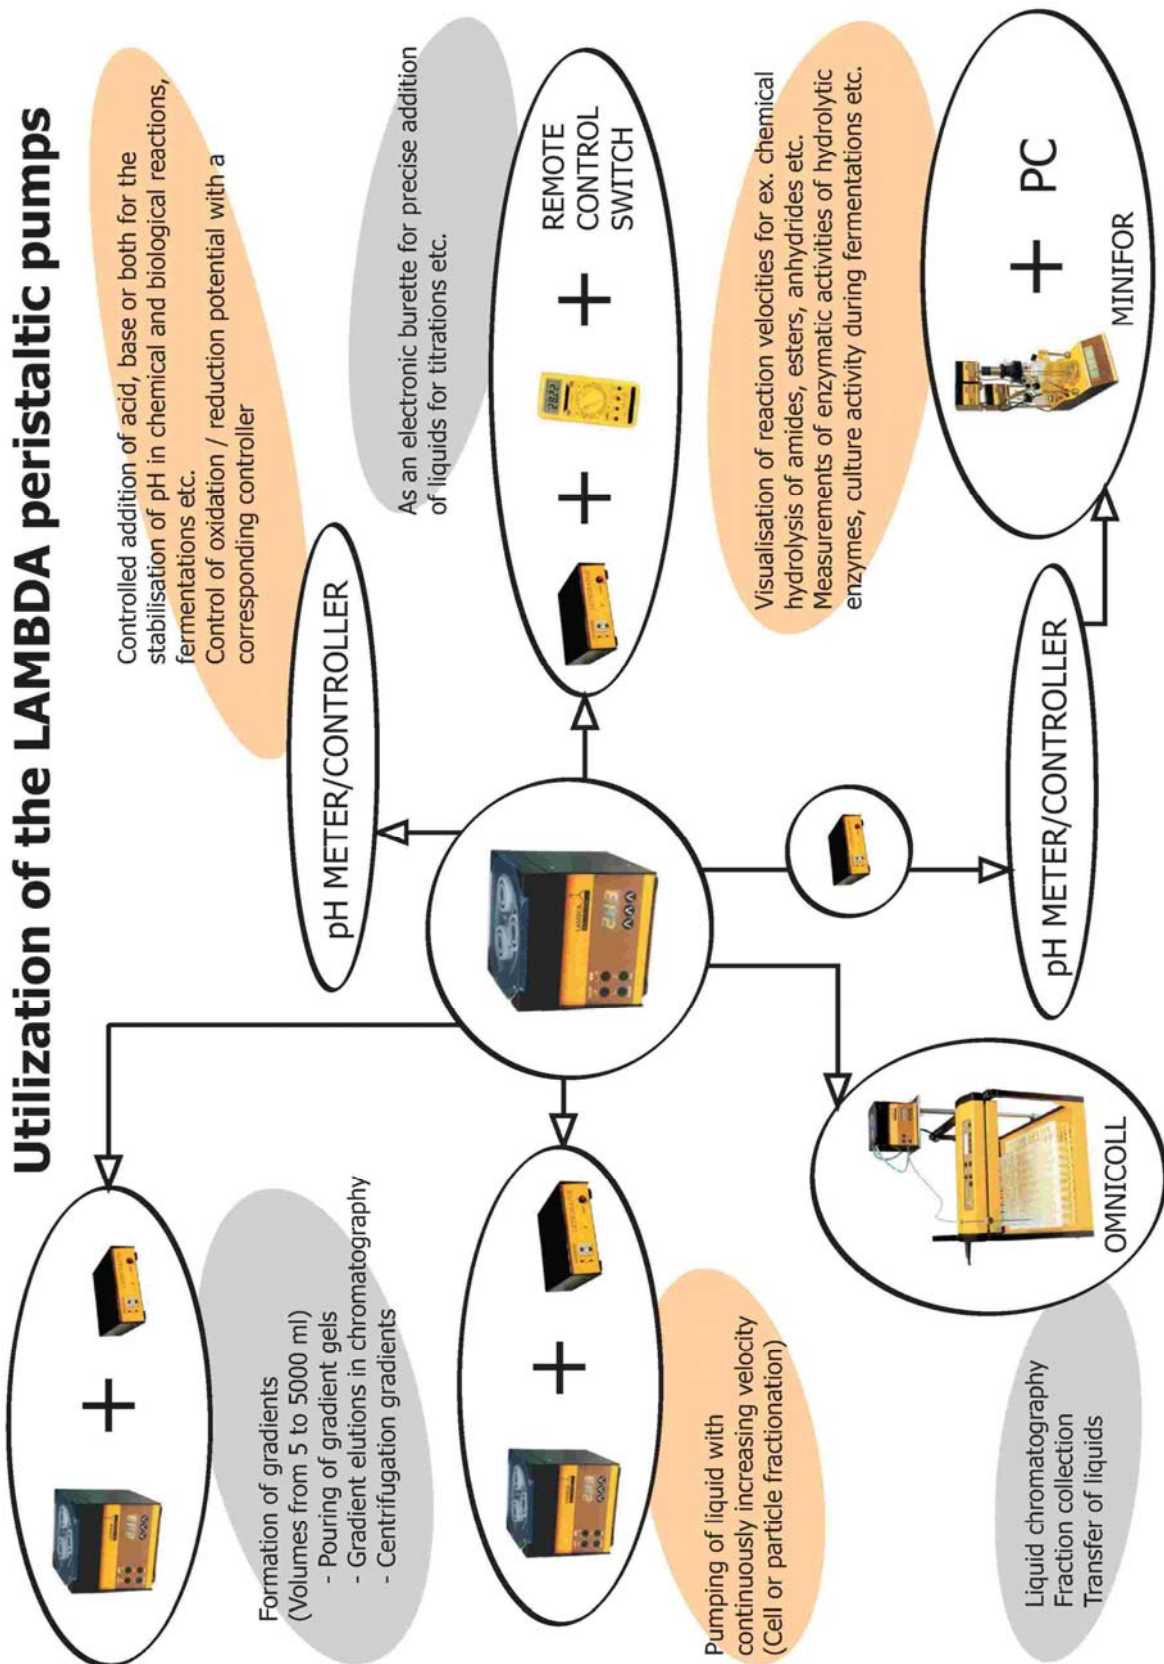 Utilization of the LAMBDA peristaltic pumps
Formation of gradients
(Volumes from 5 to 5000 ml)
- Pouring of gradient gels
- Gradient elutions in chromatography
- Centrifugation gradients
Controlled addition of acid, base or both for the
stabilisation of pH in chemical and biological reactions,
fermentations etc.
Control of oxidation / reduction potential with a
corresponding controller
pH METER/CONTROLLER
As an electronic burette for precise addition
of liquids for titrations etc.
REMOTE
CONTROL
SWITCH
Pumping of liquid with
continuously increasing velocity
(Cell or particle fractionation)
Visualisation of reaction velocities for ex. chemical
hydrolysis of amides, esters, anhydrides etc.
Measurements of enzymatic activities of hydrolytic
enzymes, culture activity during fermentations etc.
Liquid chromatography
Fraction collection
Transfer of liquids
OMNICOLL
pH METER/CONTROLLER
+ PC
MINIFOR